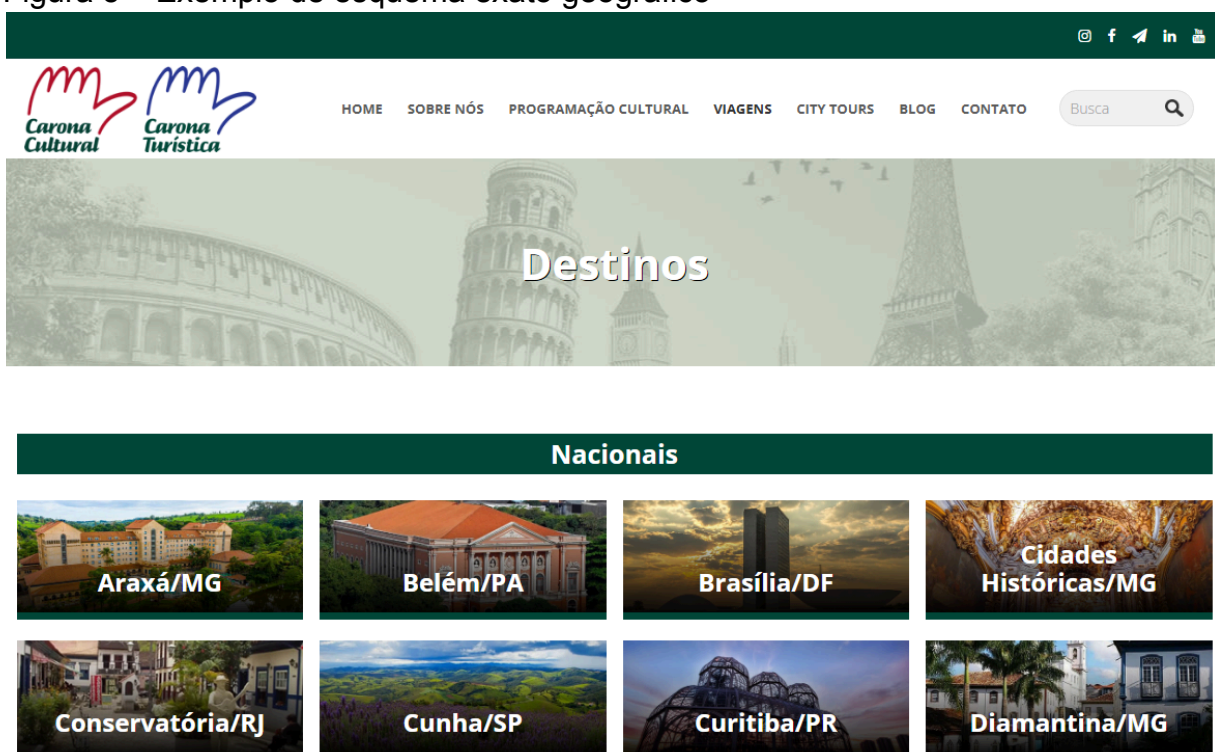 HOME SOBRE NÓS PROGRAMAÇÃO CULTURAL VIAGENS CITY TOURS BLOG CONTATO Busca
Carona Cultural
Carona Turística
Destinos
Nacionais
Araxá/MG
Belém/PA
Brasília/DF
Cidades
Históricas/MG
Conservatória/RJ
Cunha/SP
Curitiba/PR
Diamantina/MG